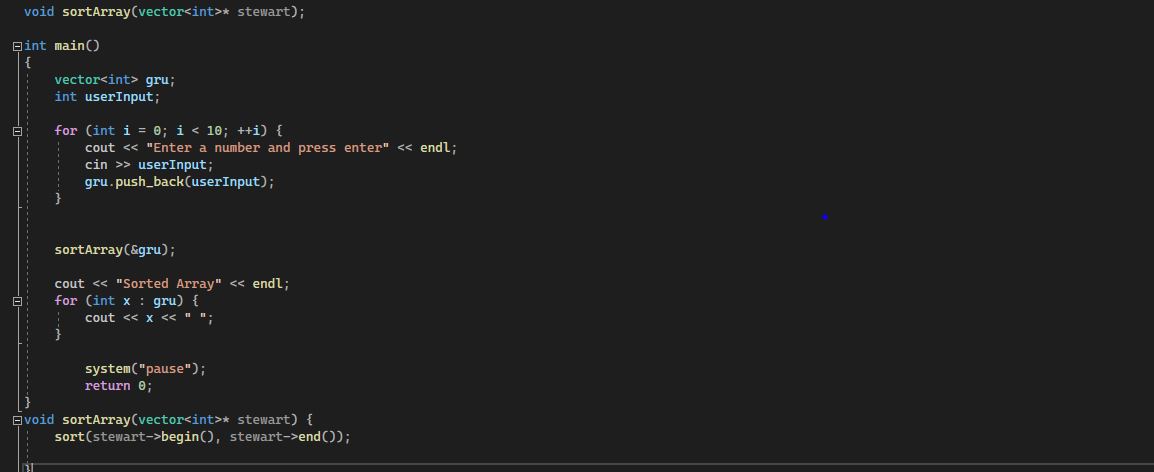 void sortArray(vector<int>* stewart);
int main()
{
vector<int> gru;
int userInput;
for (int i = 0; i < 10; ++i) {
cout << "Enter a number and press enter" << endl;
cin >> userInput;
gru.push_back(userInput);
}
sortArray(&gru);
cout << "Sorted Array" << endl;
for (int x : gru) {
cout << x << " ";
}
system("pause");
return 0;
}
void sortArray(vector<int>* stewart) {
sort(stewart->begin(), stewart->end());
}